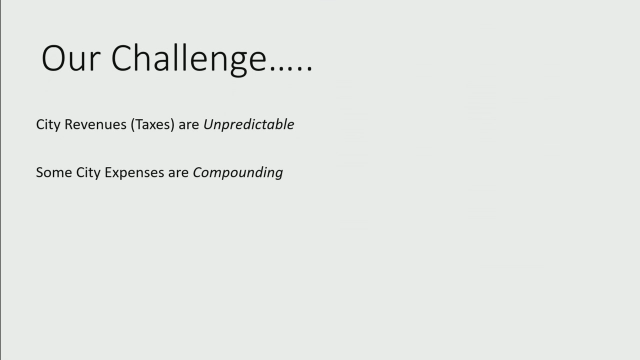 Our Challenge.....
City Revenues (Taxes) are Unpredictable
Some City Expenses are Compounding